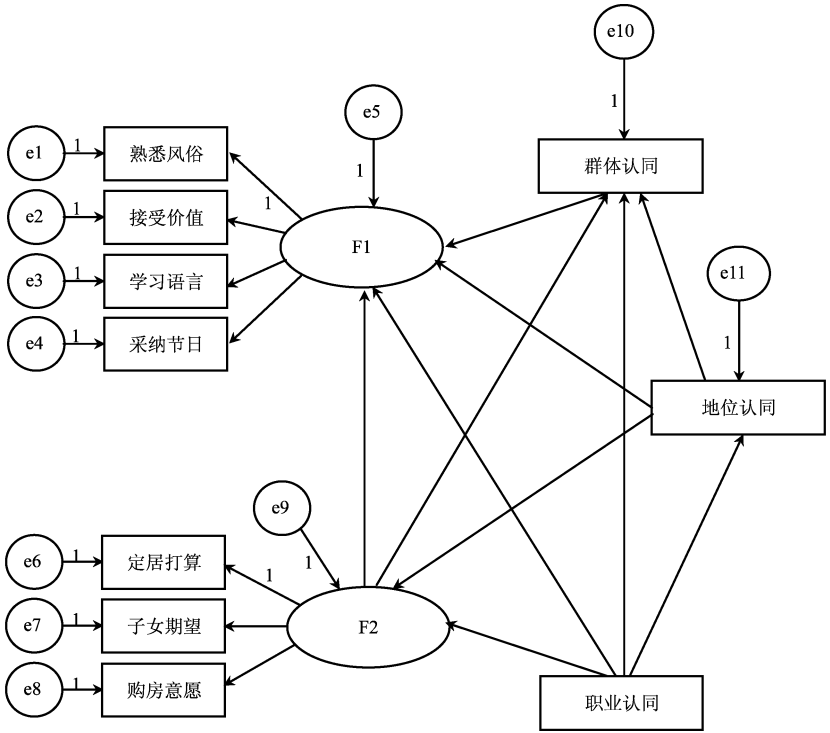 e10
e5
1
1
e1
1
熟悉风俗
群体认同
1
e2
1
接受价值
F1
e3
1
学习语言
e11
e4
1
采纳节日
1
地位认同
e9
e6
1
定居打算
1
1
e7
1
子女期望
F2
e8
1
购房意愿
职业认同